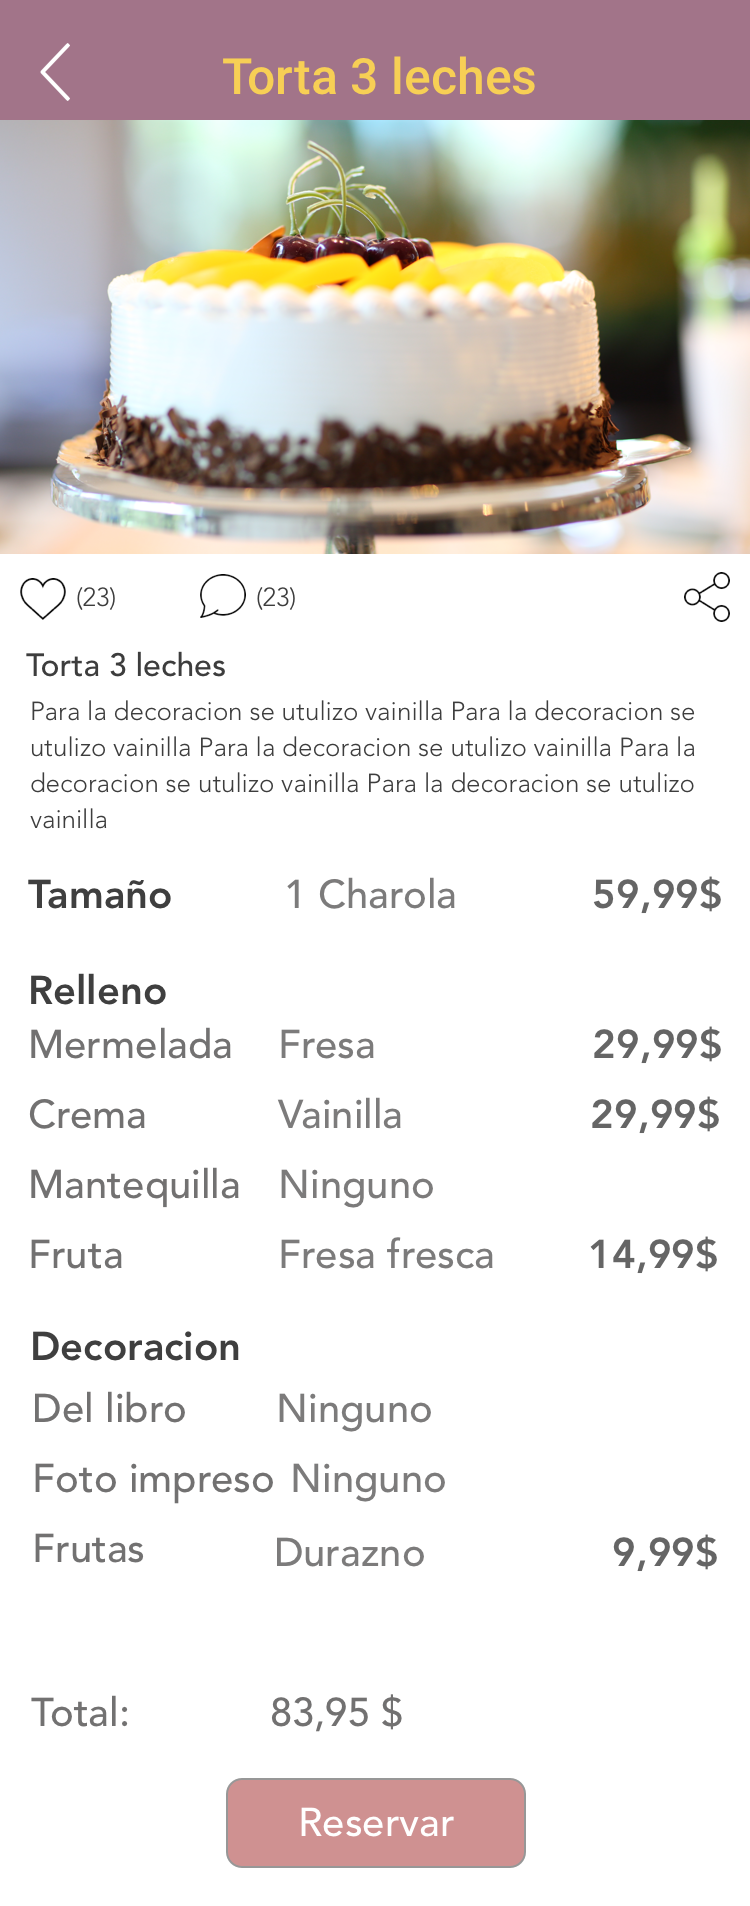 Torta 3 leches
(23) (23)
Torta 3 leches
Para la decoracion se utulizo vainilla Para la decoracion se
utulizo vainilla Para la decoracion se utulizo vainilla Para la
decoracion se utulizo vainilla Para la decoracion se utulizo
vainilla
Tamaño 1 Charola 59,99$
Relleno
Mermelada Fresa 29,99$
Crema Vainilla 29,99$
Mantequilla Ninguno
Fruta Fresa fresca 14,99$
Decoracion
Del libro Ninguno
Foto impreso Ninguno
Frutas Durazno 9,99$
Total: 83,95 $
Reservar